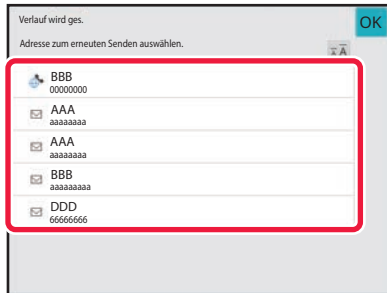 Verlauf wird ges.
OK
Adresse zum erneuten Senden auswählen.
BBB
00000000
AAA
aaaaaaaa
AAA
aaaaaaaa
BBB
aaaaaaaaa
DDD
66666666